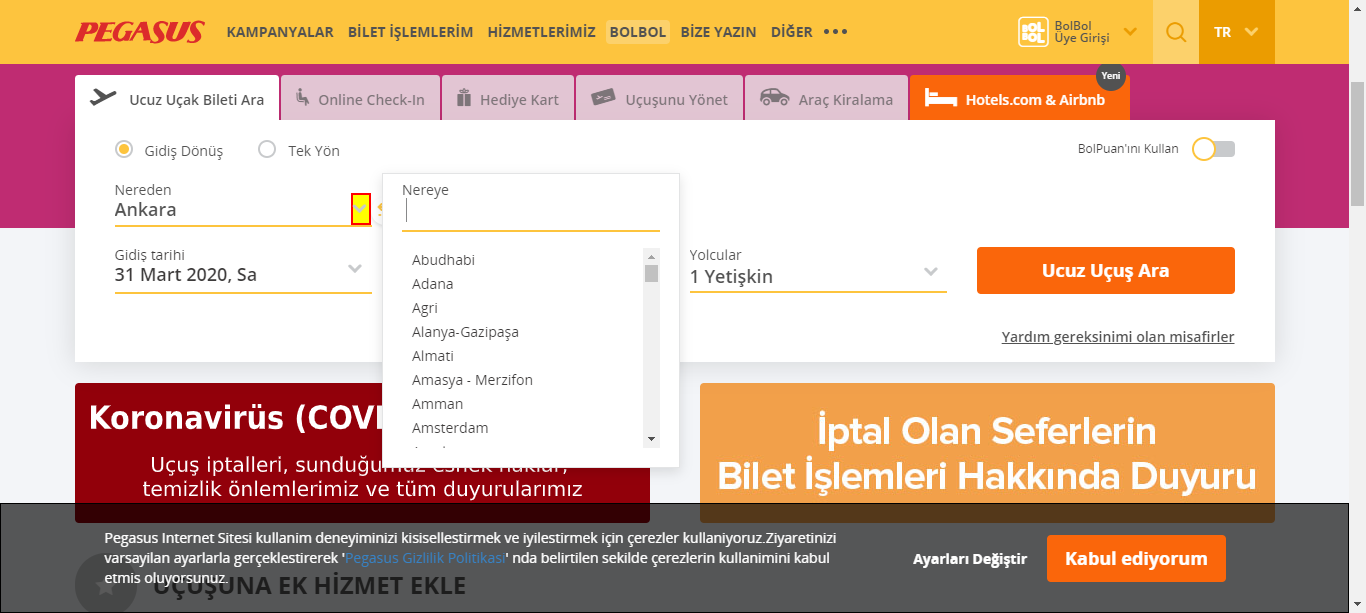 PEGASUS
KAMPANYALAR BİLET İŞLEMLERİM HİZMETLERİMİZ BOLBOL BİZE YAZIN DİĞER •••
BOL
BOL
BolBol
Üye Girişi
TR
Yeni
Ucuz Uçak Bileti Ara
Online Check-In
Hediye Kart
Uçuşunu Yönet
Araç Kiralama
Hotels.com & Airbnb
Gidiş Dönüş
Tek Yön
BolPuan'ını Kullan
Nereden
Ankara
Nereye
Abudhabi
Adana
Agri
Alanya-Gazipaşa
Almati
Amasya - Merzifon
Amman
Amsterdam
Gidiş tarihi
31 Mart 2020, Sa
Yolcular
1 Yetişkin
Ucuz Uçuş Ara
Yardım gereksinimi olan misafirler
Koronavirüs
Uçuş iptalleri, sunduğumuz esnek haklar,
temizlik önlemlerimiz ve tüm duyurularımız
İptal Olan Seferlerin
Bilet İşlemleri Hakkında Duyuru
Pegasus Internet Sitesi kullanim deneyiminizi kisisellestirmek ve iyilestirmek için çerezler kullaniyoruz.Ziyaretinizi
varsayilan ayarlarla gerçeklestirerek 'Pegasus Gizlilik Politikasi' nda belirtilen sekilde çerezlerin kullanimini kabul
etmis oluyorsunuz.
Ayarları Değiştir
Kabul ediyorum
UÇUŞUNA EK HİZMET EKLE